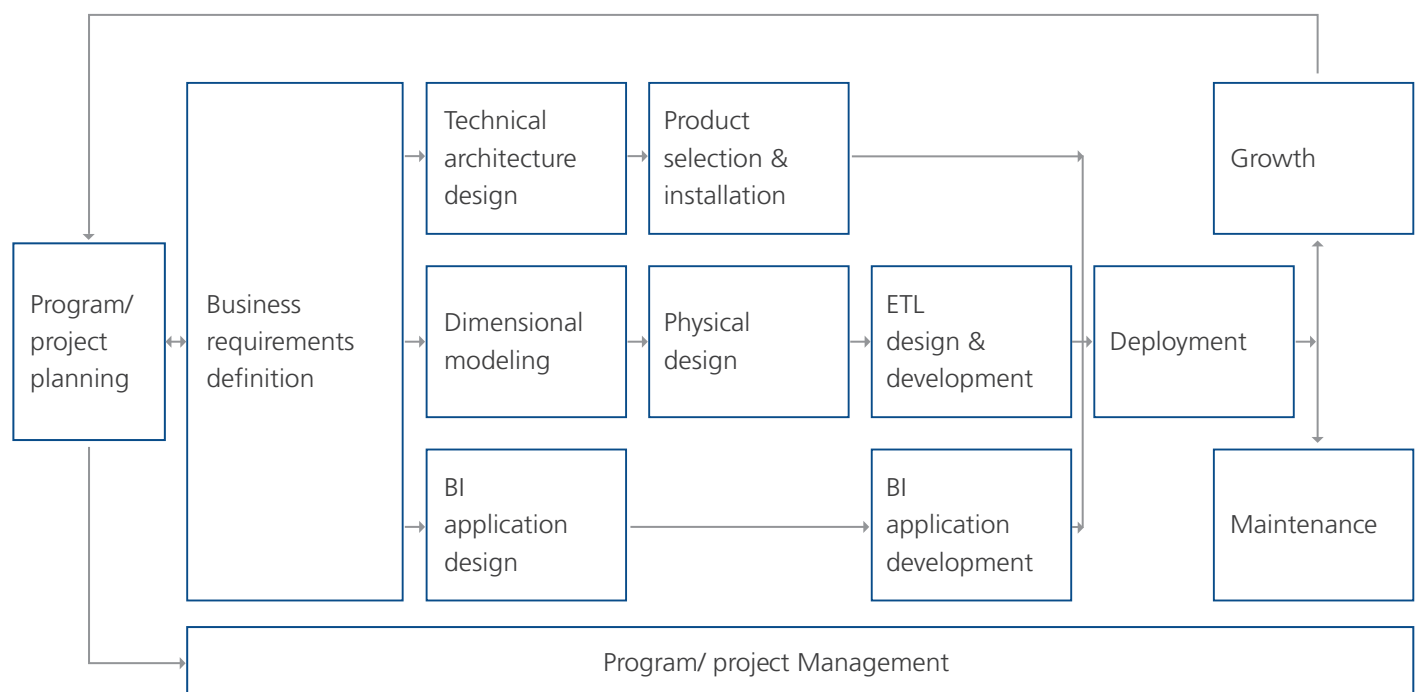 Technical
architecture
design
Product
selection &
installation
Growth
Program/
project
planning
Business
requirements
definition
Dimensional
modeling
Physical
design
ETL
design &
development
Deployment
BI
application
design
BI
application
development
Maintenance
Program/ project Management